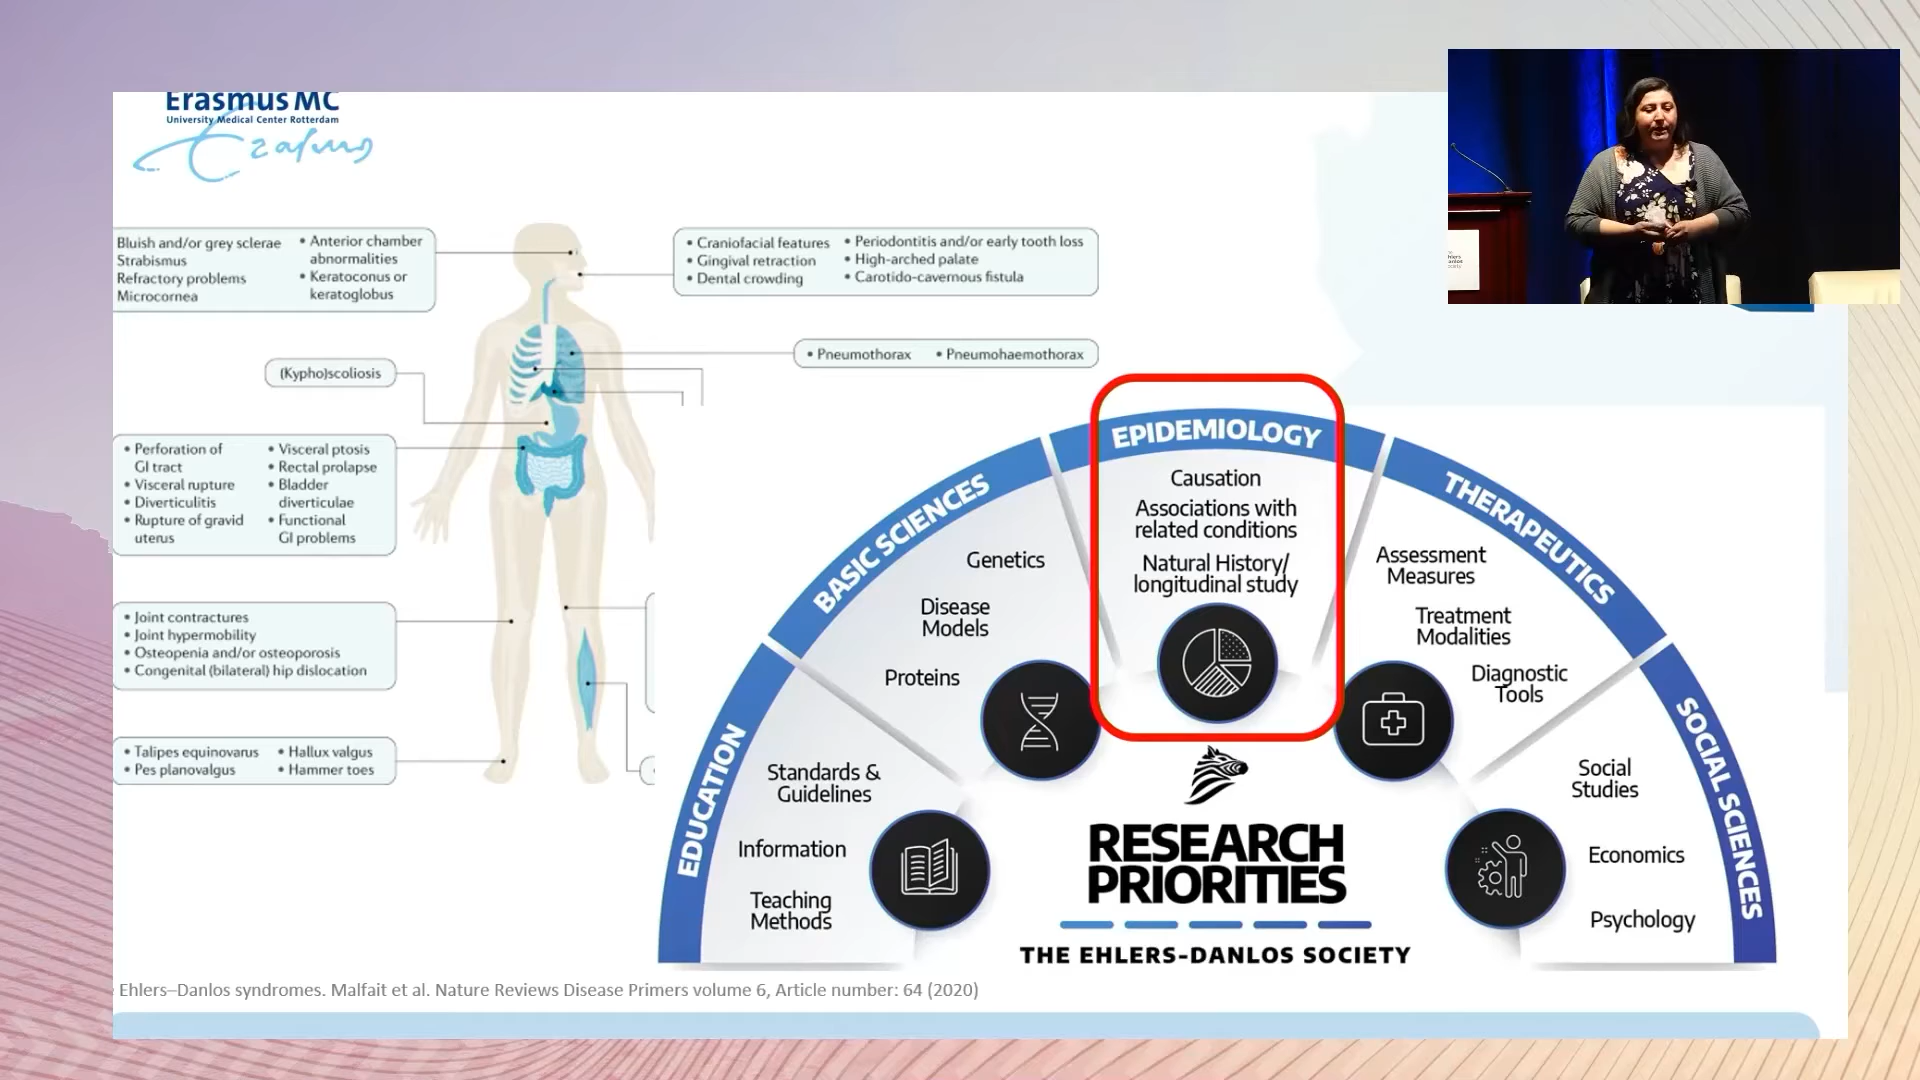 Erasmus MC
University Medical Center Rotterdam
Erasmus
Bluish and/or grey sclerae
Strabismus
Refractory problems
Microcornea
• Anterior chamber
abnormalities
• Keratoconus or
keratoglobus
• Craniofacial features
• Gingival retraction
• Dental crowding
• Periodontitis and/or early tooth loss
• High-arched palate
• Carotido-cavernous fistula
• Pneumothorax
• Pneumohaemothorax
(Kypho)scoliosis
• Perforation of
GI tract
• Visceral rupture
• Diverticulitis
• Rupture of gravid
uterus
• Visceral ptosis
• Rectal prolapse
• Bladder
diverticulae
• Functional
GI problems
• Joint contractures
• Joint hypermobility
• Osteopenia and/or osteoporosis
• Congenital (bilateral) hip dislocation
• Talipes equinovarus
• Pes planovalgus
• Hallux valgus
• Hammer toes
EDUCATION
Standards &
Guidelines
Information
Teaching
Methods
BASIC SCIENCES
Genetics
Disease
Models
Proteins
EPIDEMIOLOGY
Causation
Associations with
related conditions
Natural History/
longitudinal study
THERAPEUTICS
Assessment
Measures
Treatment
Modalities
Diagnostic
Tools
SOCIAL SCIENCES
Social
Studies
Economics
Psychology
RESEARCH
PRIORITIES
THE EHLERS-DANLOS SOCIETY
Ehlers–Danlos syndromes. Malfait et al. Nature Reviews Disease Primers volume 6, Article number: 64 (2020)